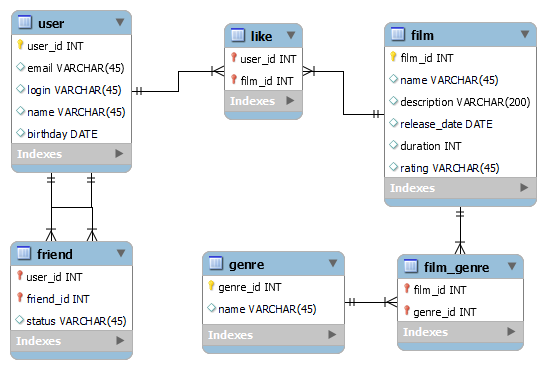 user
user_id INT
email VARCHAR(45)
login VARCHAR(45)
name VARCHAR(45)
birthday DATE
Indexes
like
user_id INT
film_id INT
Indexes
film
film_id INT
name VARCHAR(45)
description VARCHAR(200)
release_date DATE
duration INT
rating VARCHAR(45)
Indexes
friend
user_id INT
friend_id INT
status VARCHAR(45)
Indexes
genre
genre_id INT
name VARCHAR(45)
Indexes
film_genre
film_id INT
genre_id INT
Indexes